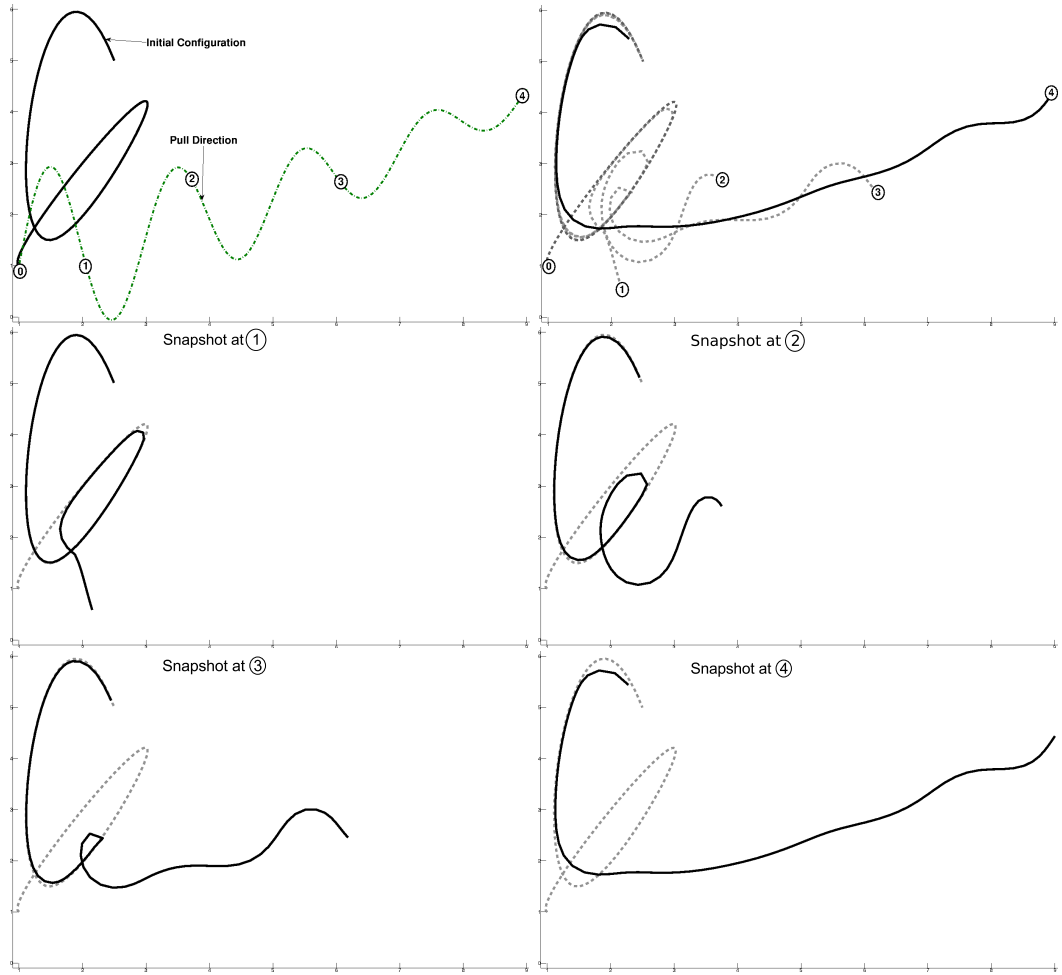 Initial Configuration
Pull Direction
0
1
2
3
4
0
1
2
3
4
Snapshot at 1
Snapshot at 2
Snapshot at 3
Snapshot at 4